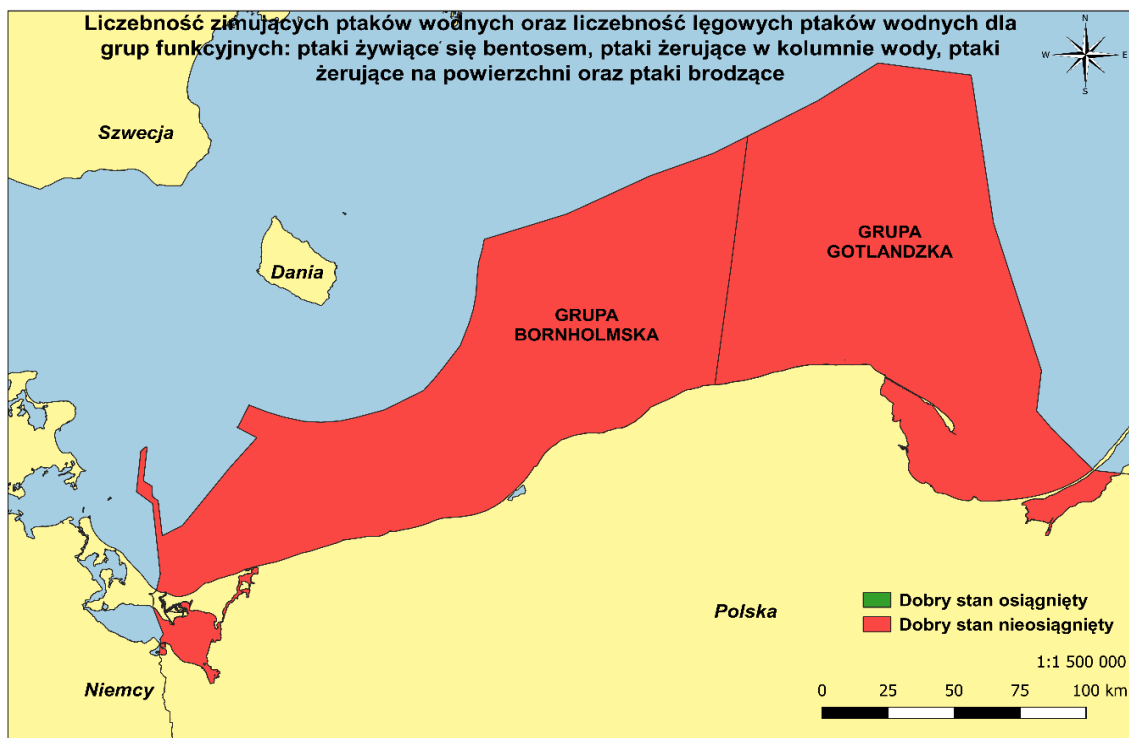 Liczebność zimujących ptaków wodnych oraz liczebność lęgowych ptaków wodnych dla
grup funkcyjnych: ptaki żywiące się bentosem, ptaki żerujące w kolumnie wody, ptaki
żerujące na powierzchni oraz ptaki brodzące
N
W E
S
Szwecja
Dania
GRUPA
GOTLANDZKA
GRUPA
BORNHOLMSKA
Polska
Niemcy
Dobry stan osiągnięty
Dobry stan nieosiągnięty
1:1 500 000
0 25 50 75 100 km